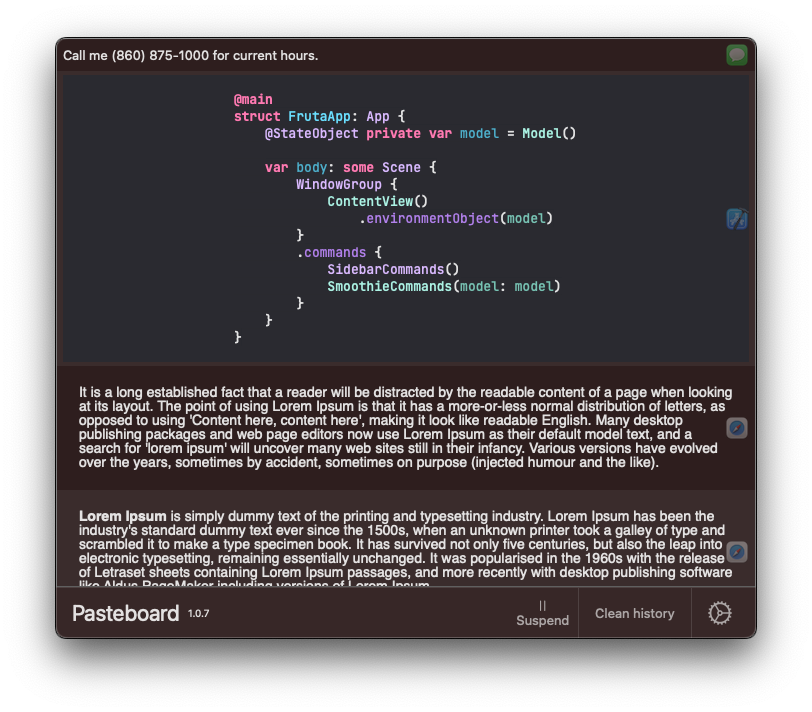 Call me (860) 875-1000 for current hours.
@main
struct FrutaApp: App {
    @StateObject private var model = Model()

    var body: some Scene {
        WindowGroup {
            ContentView()
                .environmentObject(model)
        }
        .commands {
            SidebarCommands()
            SmoothieCommands(model: model)
        }
    }
}
It is a long established fact that a reader will be distracted by the readable content of a page when looking
at its layout. The point of using Lorem Ipsum is that it has a more-or-less normal distribution of letters, as
opposed to using 'Content here, content here', making it look like readable English. Many desktop
publishing packages and web page editors now use Lorem Ipsum as their default model text, and a
search for 'lorem ipsum' will uncover many web sites still in their infancy. Various versions have evolved
over the years, sometimes by accident, sometimes on purpose (injected humour and the like).
Lorem Ipsum is simply dummy text of the printing and typesetting industry. Lorem Ipsum has been the
industry's standard dummy text ever since the 1500s, when an unknown printer took a galley of type and
scrambled it to make a type specimen book. It has survived not only five centuries, but also the leap into
electronic typesetting, remaining essentially unchanged. It was popularised in the 1960s with the release
of Letraset sheets containing Lorem Ipsum passages, and more recently with desktop publishing software
like Aldus PageMaker including versions of Lorem Ipsum.
Pasteboard 1.0.7
Suspend
Clean history